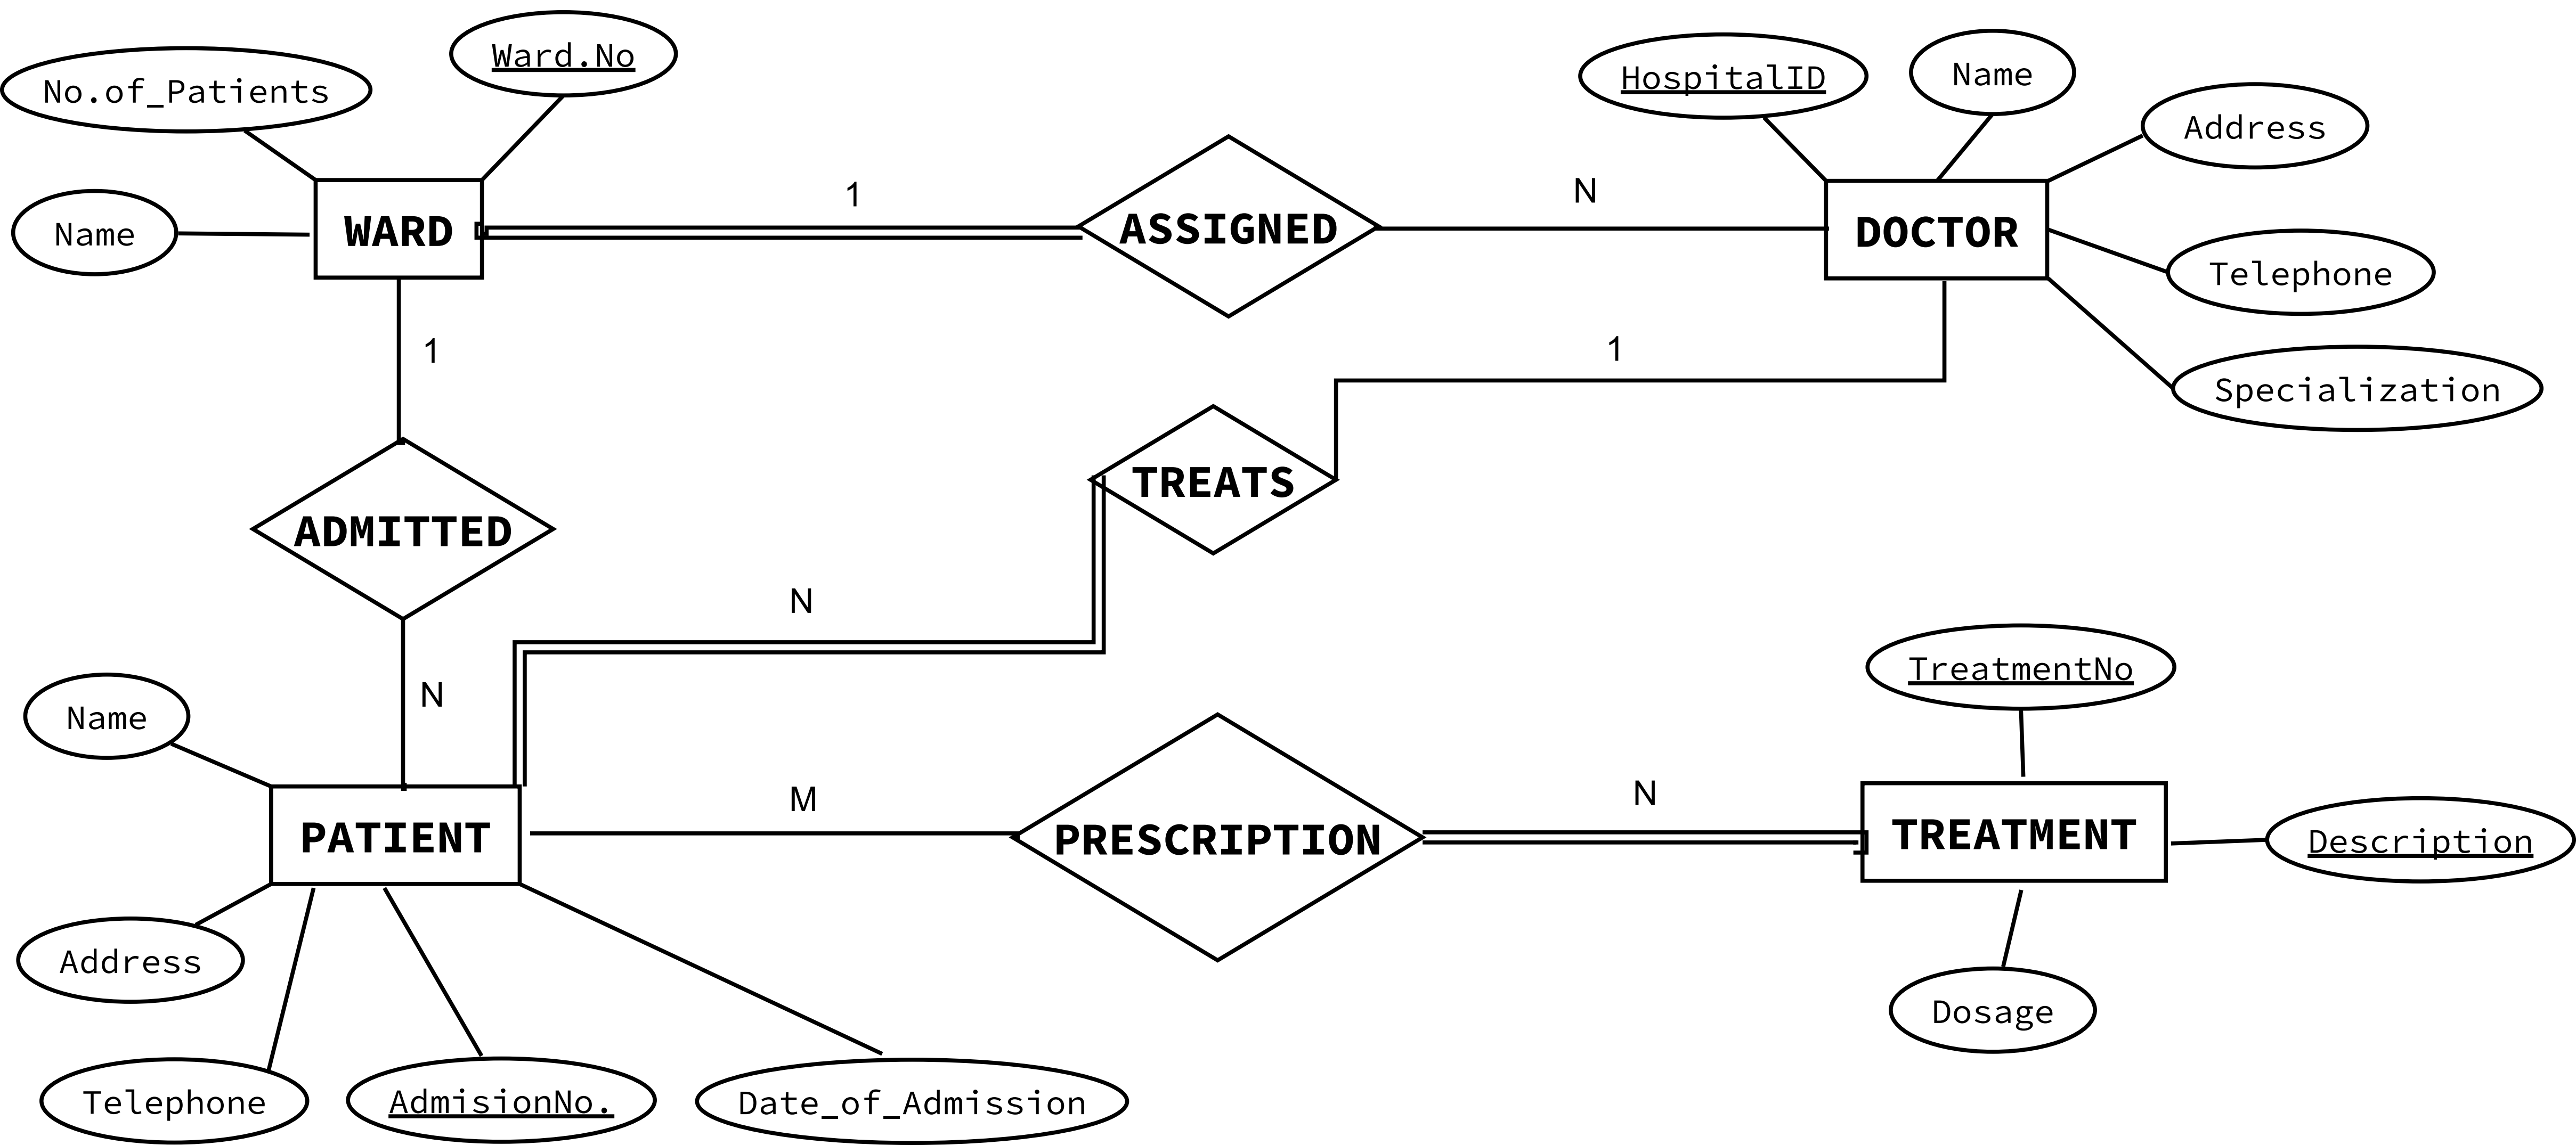 Ward.No
No.of_Patients
Name
WARD
1
ASSIGNED
N
HospitalID
Name
Address
DOCTOR
Telephone
Specialization
1
1
TREATS
ADMITTED
N
N
Name
PATIENT
M
PRESCRIPTION
N
TreatmentNo
TREATMENT
Description
Dosage
Address
Telephone
AdmisionNo.
Date_of_Admission